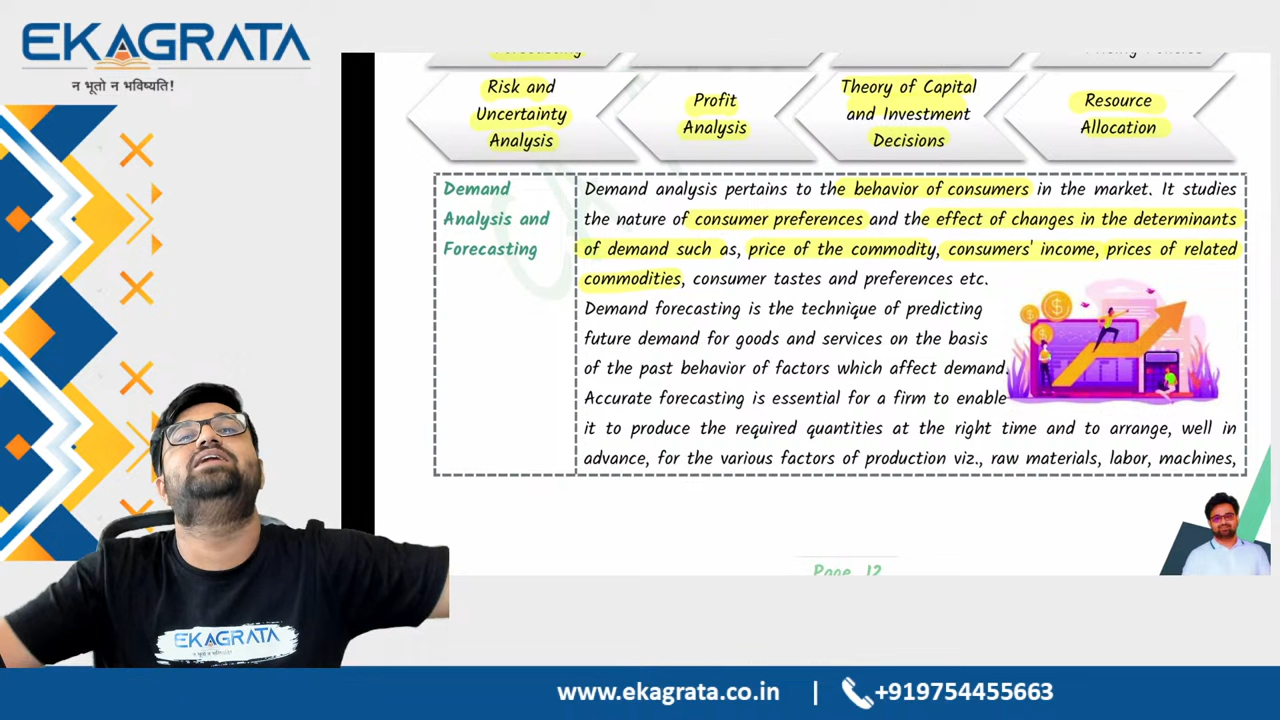 EKAGRATA
न भूतो न भविष्यति!
Forecasting
Pricing Policies
Risk and
Uncertainty
Analysis
Profit
Analysis
Theory of Capital
and Investment
Decisions
Resource
Allocation
Demand
Analysis and
Forecasting
Demand analysis pertains to the behavior of consumers in the market. It studies
the nature of consumer preferences and the effect of changes in the determinants
of demand such as, price of the commodity, consumers' income, prices of related
commodities, consumer tastes and preferences etc.
Demand forecasting is the technique of predicting
future demand for goods and services on the basis
of the past behavior of factors which affect demand.
Accurate forecasting is essential for a firm to enable
it to produce the required quantities at the right time and to arrange, well in
advance, for the various factors of production viz., raw materials, labor, machines,
Page 12
EKAGRATA
www.ekagrata.co.in | +919754455663